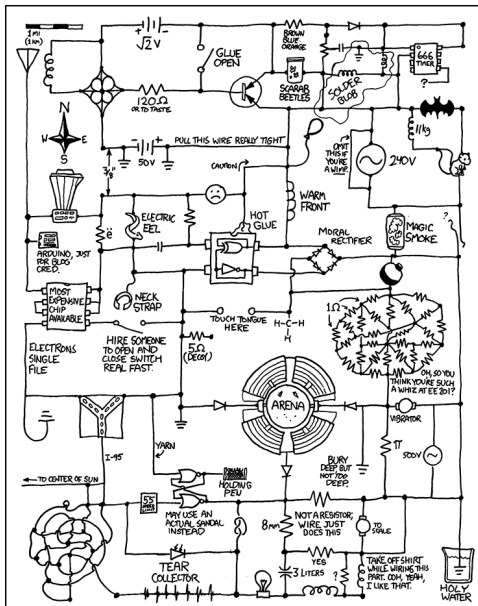 1 MI
(1 KM)
+ -
√2 V
GLUE
OPEN
BROWN
BLUE
ORANGE
SCARAB
BEETLES
SOLDER
BLOB
666
TIMER
?
120Ω
OR TO TASTE
N
W E
S
- +
50V
PULL THIS WIRE REALLY TIGHT
3/8"
CAUTION
OMIT
THIS IF
YOU'RE
A WIMP
240V
11kg
WARM
FRONT
HOT
GLUE
ELECTRIC
EEL
ë
ARDUINO, JUST
FOR BLOG
CRED.
MORAL
RECTIFIER
MAGIC
SMOKE
?
MOST
EXPENSIVE
CHIP
AVAILABLE
NECK
STRAP
TOUCH TONGUE
HERE
H-C-H
H
1Ω
HIRE SOMEONE
TO OPEN AND
CLOSE SWITCH
REAL FAST.
5Ω
(DECOY)
ELECTRONS
SINGLE
FILE
OH, SO YOU
THINK YOU'RE SUCH
A WHIZ AT EE 201?
ARENA
VIBRATOR
I-95
YARN
BURY
DEEP, BUT
NOT TOO
DEEP.
π
500V
TO CENTER OF SUN
HOLDING
PEN
55
MAY USE AN
ACTUAL SANDAL
INSTEAD
NOT A RESISTOR;
WIRE JUST
DOES THIS
8mm
TO
SCALE
YES
TEAR
COLLECTOR
3 LITERS
?
TAKE OFF SHIRT
WHILE WIRING THIS
PART. OOH, YEAH,
I LIKE THAT.
HOLY
WATER